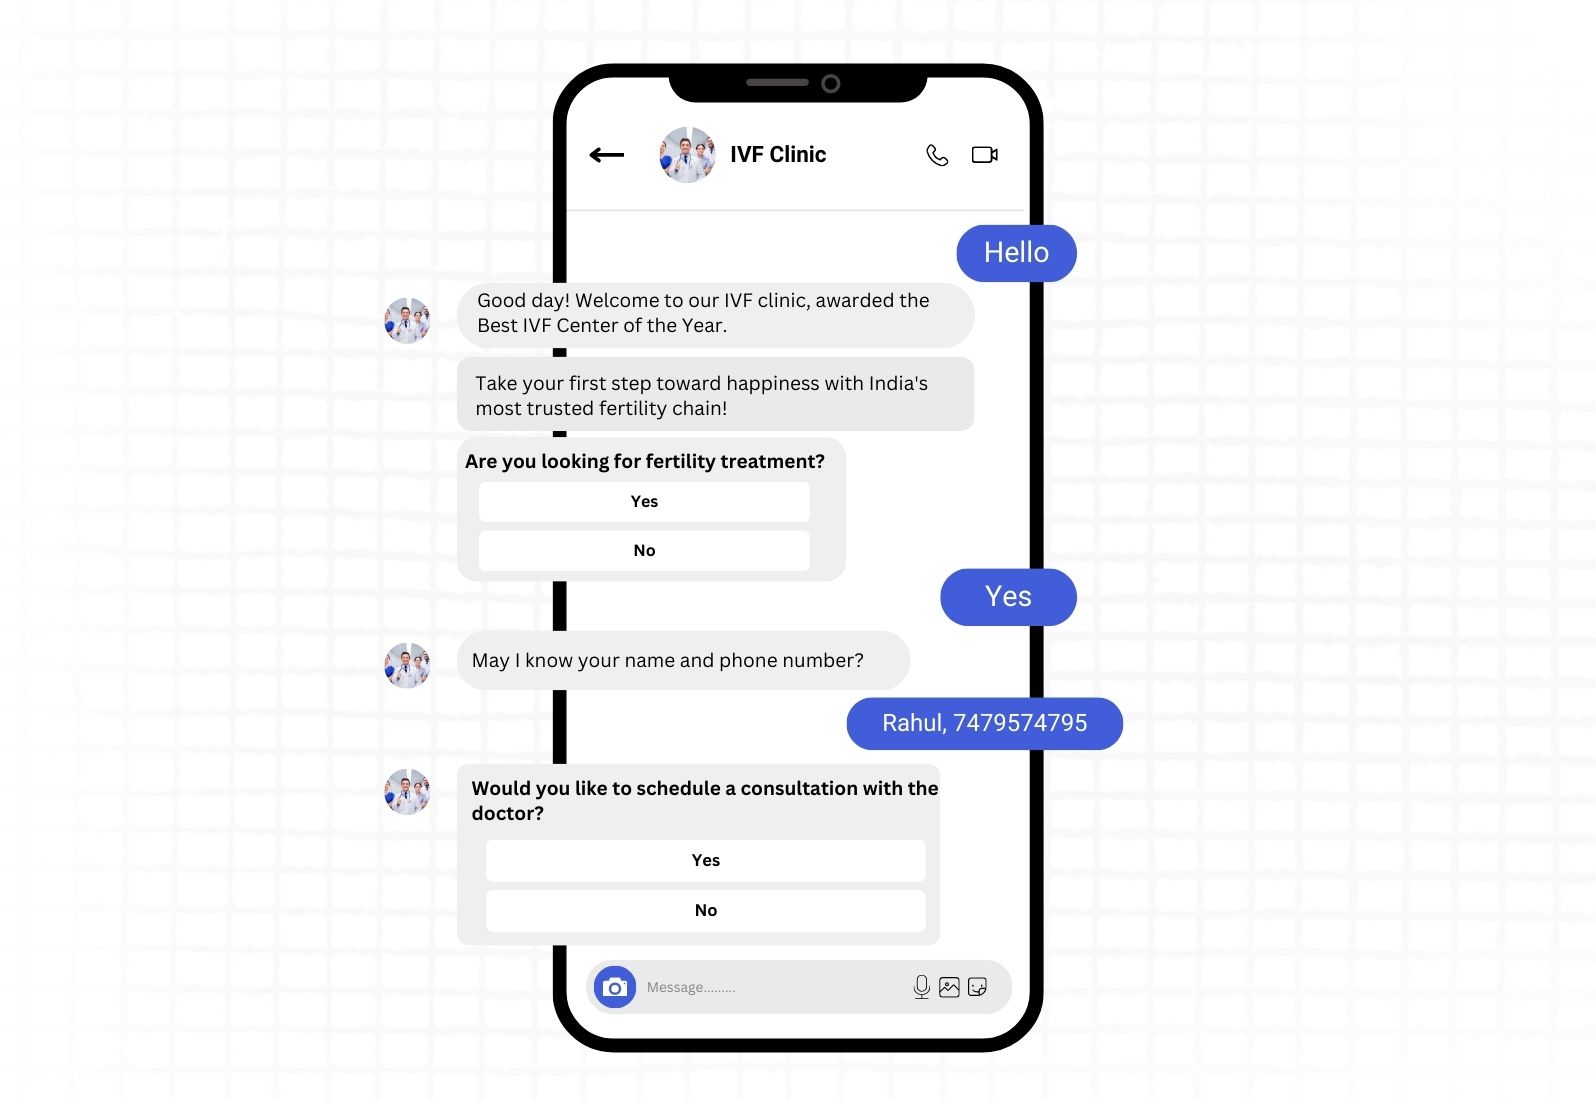 IVF Clinic
Hello
Good day! Welcome to our IVF clinic, awarded the
Best IVF Center of the Year.
Take your first step toward happiness with India's
most trusted fertility chain!
Are you looking for fertility treatment?
Yes
No
Yes
May I know your name and phone number?
Rahul, 7479574795
Would you like to schedule a consultation with the
doctor?
Yes
No
Message.........